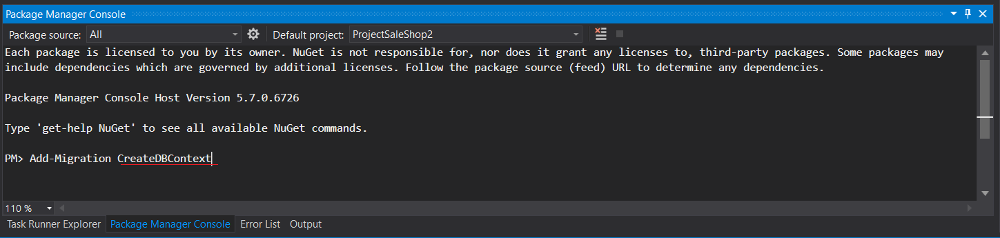 Package Manager Console
Package source: All Default project: ProjectSaleShop2
Each package is licensed to you by its owner. NuGet is not responsible for, nor does it grant any licenses to, third-party packages. Some packages may
include dependencies which are governed by additional licenses. Follow the package source (feed) URL to determine any dependencies.
Package Manager Console Host Version 5.7.0.6726
Type 'get-help NuGet' to see all available NuGet commands.
PM> Add-Migration CreateDBContext
110 %
Task Runner Explorer Package Manager Console Error List Output